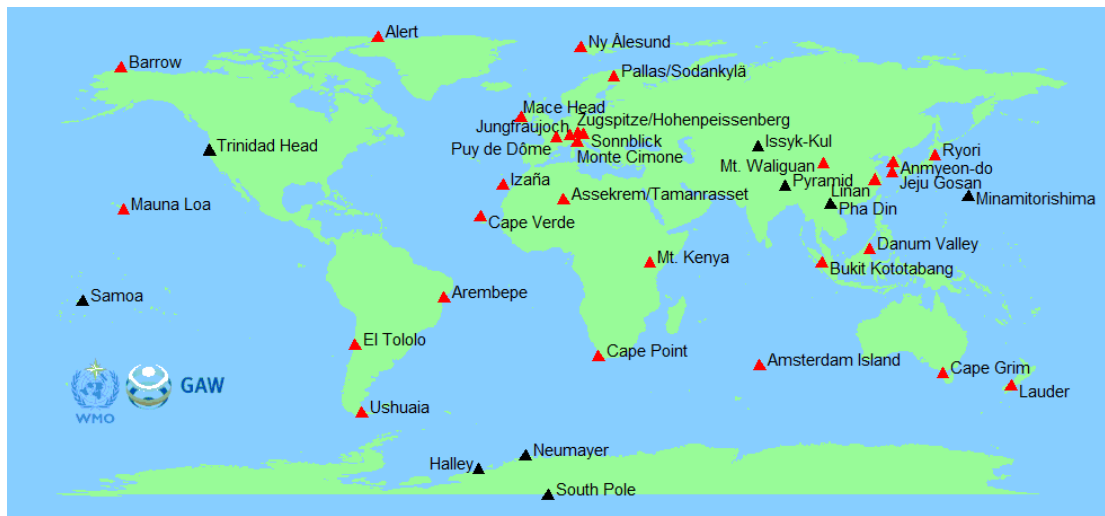 Alert
Ny Ålesund
Barrow
Pallas/Sodankylä
Mace Head
Zugspitze/Hohenpeissenberg
Jungfraujoch
Trinidad Head
Sonnblick
Issyk-Kul
Puy de Dôme
Monte Cimone
Ryori
Mt. Waliguan
Anmyeon-do
Izaña
Pyramid
Jeju Gosan
Assekrem/Tamanrasset
Linan
Minamitorishima
Mauna Loa
Pha Din
Cape Verde
Danum Valley
Mt. Kenya
Bukit Kototabang
Samoa
Arembepe
El Tololo
Cape Point
Amsterdam Island
Cape Grim
GAW
Lauder
Ushuaia
WMO
Neumayer
Halley
South Pole